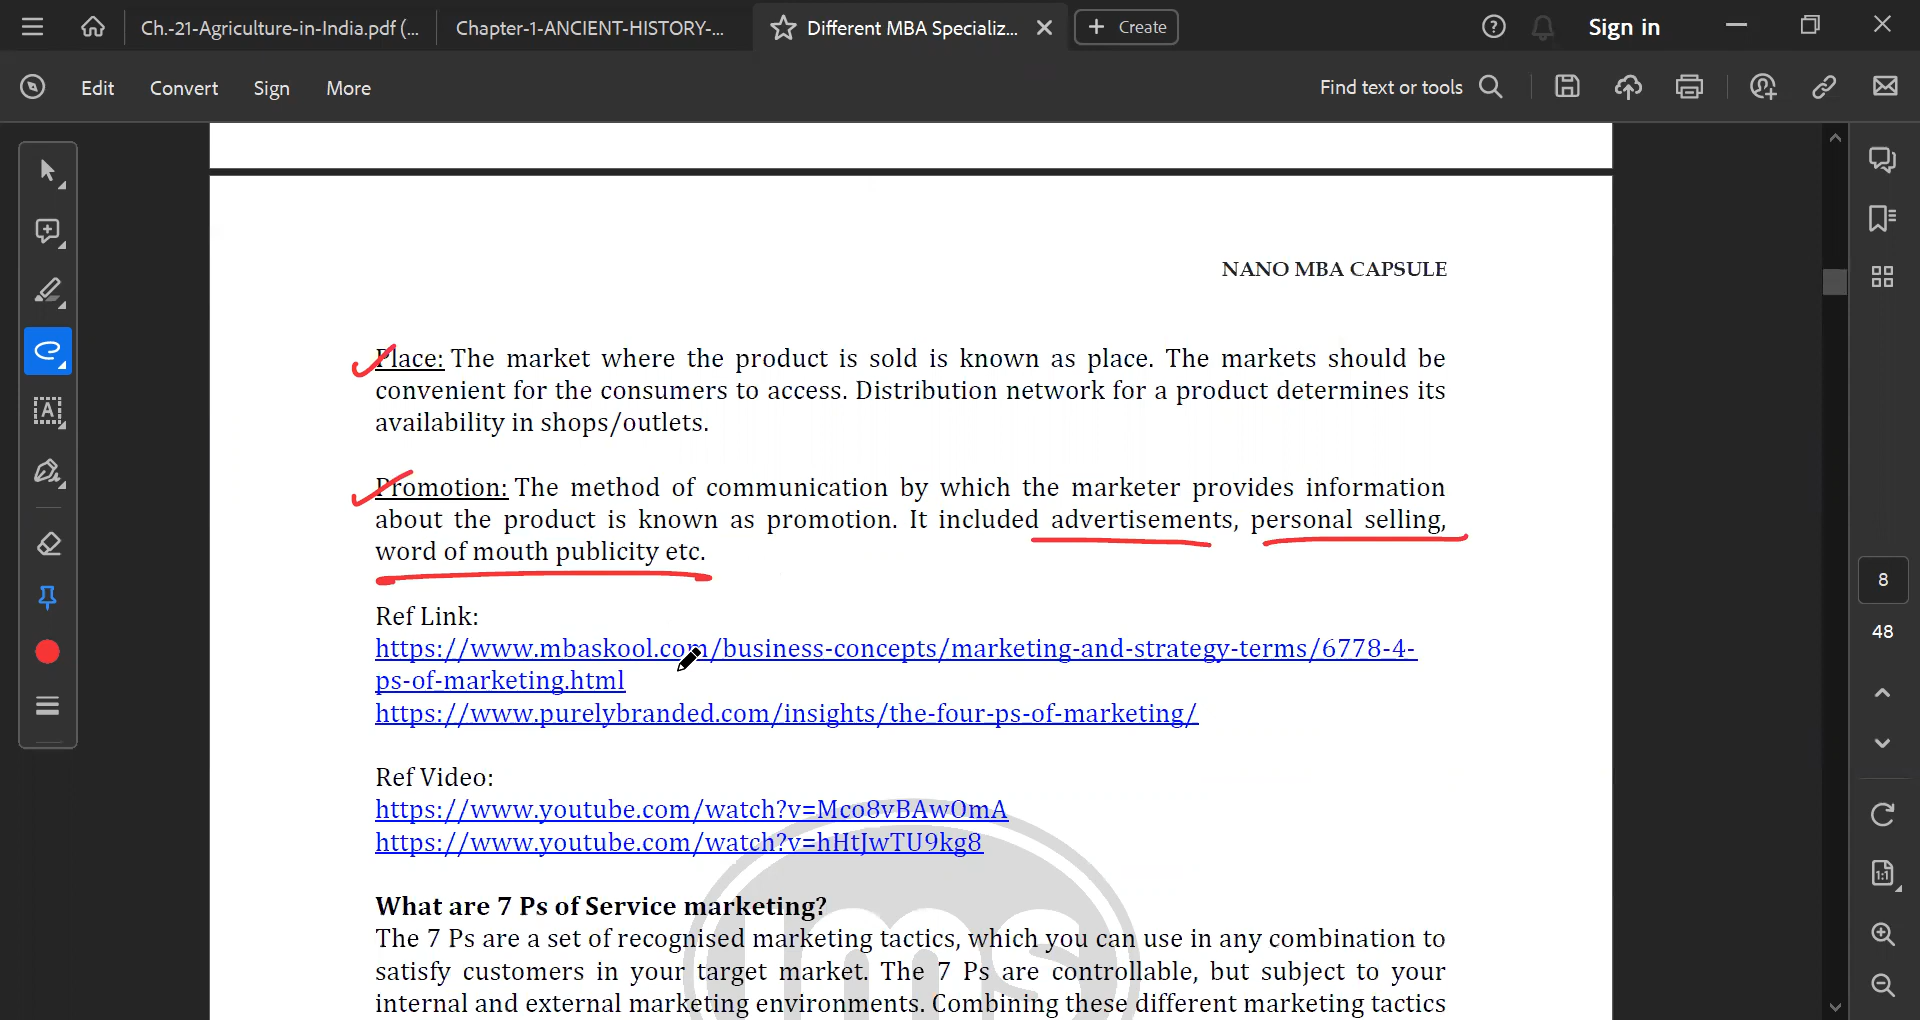 Ch.-21-Agriculture-in-India.pdf (...
Chapter-1-ANCIENT-HISTORY-...
Different MBA Specializ...
Create
Sign in
Edit
Convert
Sign
More
Find text or tools
NANO MBA CAPSULE
Place: The market where the product is sold is known as place. The markets should be
convenient for the consumers to access. Distribution network for a product determines its
availability in shops/outlets.
Promotion: The method of communication by which the marketer provides information
about the product is known as promotion. It included advertisements, personal selling,
word of mouth publicity etc.
Ref Link:
https://www.mbaskool.com/business-concepts/marketing-and-strategy-terms/6778-4-
ps-of-marketing.html
https://www.purelybranded.com/insights/the-four-ps-of-marketing/
Ref Video:
https://www.youtube.com/watch?v=Mco8vBAwOmA
https://www.youtube.com/watch?v=hHtJwTU9kg8
What are 7 Ps of Service marketing?
The 7 Ps are a set of recognised marketing tactics, which you can use in any combination to
satisfy customers in your target market. The 7 Ps are controllable, but subject to your
internal and external marketing environments. Combining these different marketing tactics
ims
8
48